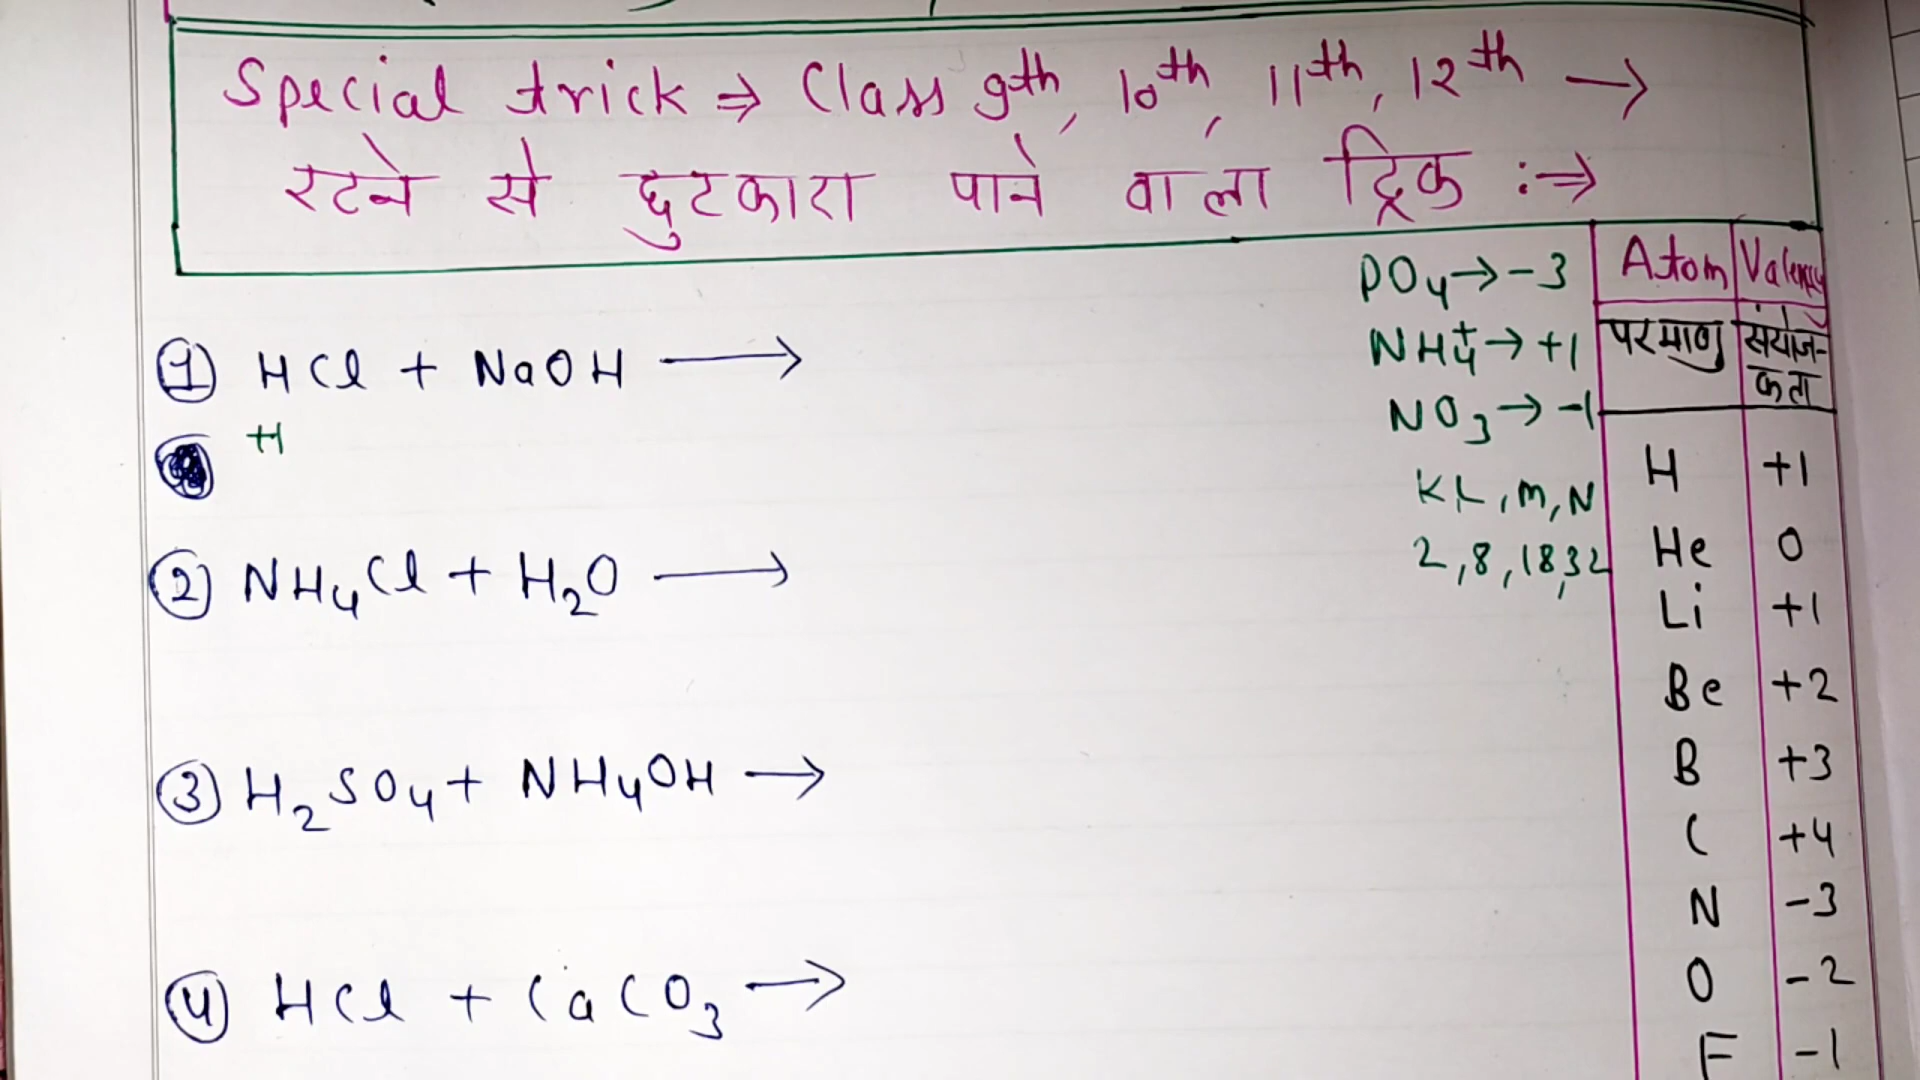 Special trick ⇒ Class 9th, 10th, 11th, 12th →
रटने से छुटकारा पाने वाला ट्रिक :⇒
① HCl + NaOH ⟶
+1
② NH₄Cl + H₂O ⟶
③ H₂SO₄ + NH₄OH ⟶
④ HCl + CaCO₃ ⟶
PO₄ → -3
NH₄⁺ → +1
NO₃ → -1
K, L, M, N
2, 8, 18, 32
Atom Valency
परमाणु संयोज-
कता
H +1
He 0
Li +1
Be +2
B +3
C +4
N -3
O -2
F -1